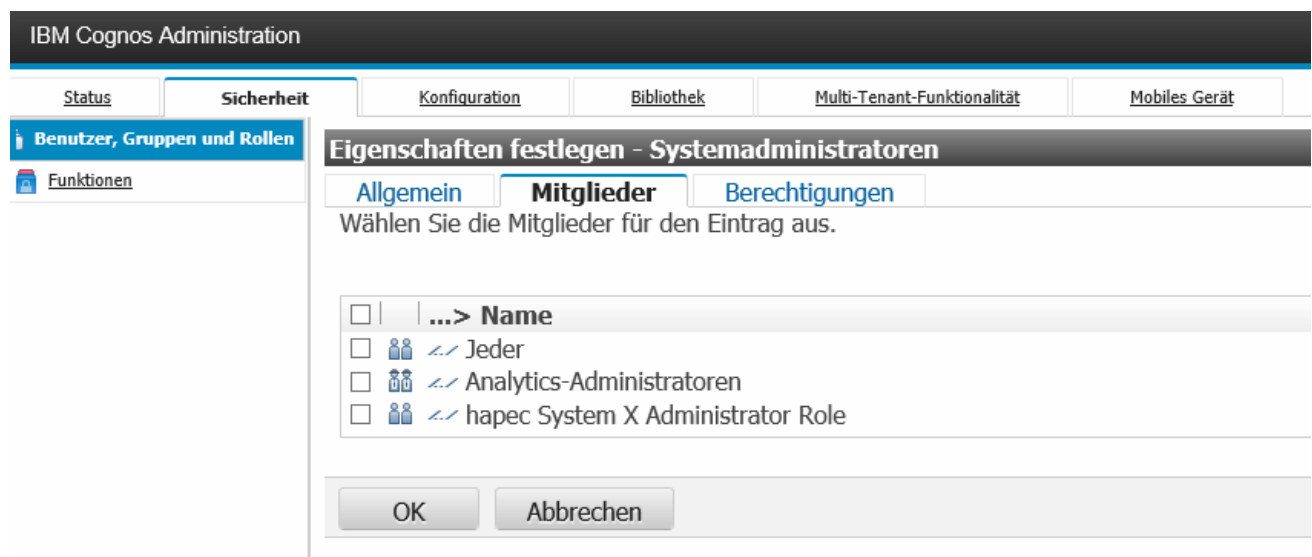 IBM Cognos Administration
Status Sicherheit Konfiguration Bibliothek Multi-Tenant-Funktionalität Mobiles Gerät
Benutzer, Gruppen und Rollen
Funktionen
Eigenschaften festlegen - Systemadministratoren
Allgemein Mitglieder Berechtigungen
Wählen Sie die Mitglieder für den Eintrag aus.
...> Name
Jeder
Analytics-Administratoren
hapec System X Administrator Role
OK Abbrechen